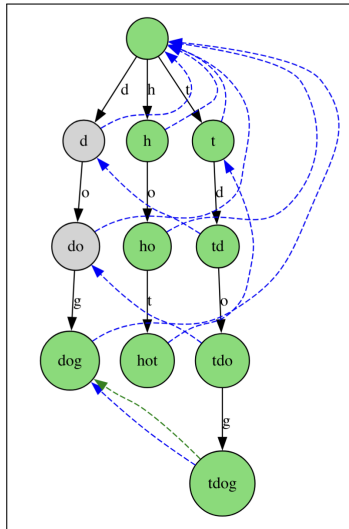 d h t
d h t
o o d
do ho td
g t o
dog hot tdo
g
tdog